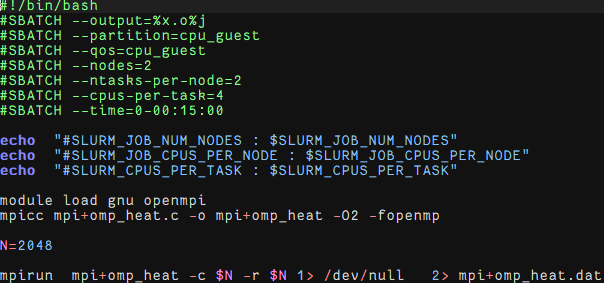 #!/bin/bash
#SBATCH --output=%x.o%j
#SBATCH --partition=cpu_guest
#SBATCH --qos=cpu_guest
#SBATCH --nodes=2
#SBATCH --ntasks-per-node=2
#SBATCH --cpus-per-task=4
#SBATCH --time=0-00:15:00
echo  "#SLURM_JOB_NUM_NODES : $SLURM_JOB_NUM_NODES"
echo  "#SLURM_JOB_CPUS_PER_NODE : $SLURM_JOB_CPUS_PER_NODE"
echo  "#SLURM_CPUS_PER_TASK : $SLURM_CPUS_PER_TASK"
module load gnu openmpi
mpicc mpi+omp_heat.c -o mpi+omp_heat -O2 -fopenmp
N=2048
mpirun  mpi+omp_heat -c $N -r $N 1> /dev/null   2> mpi+omp_heat.dat